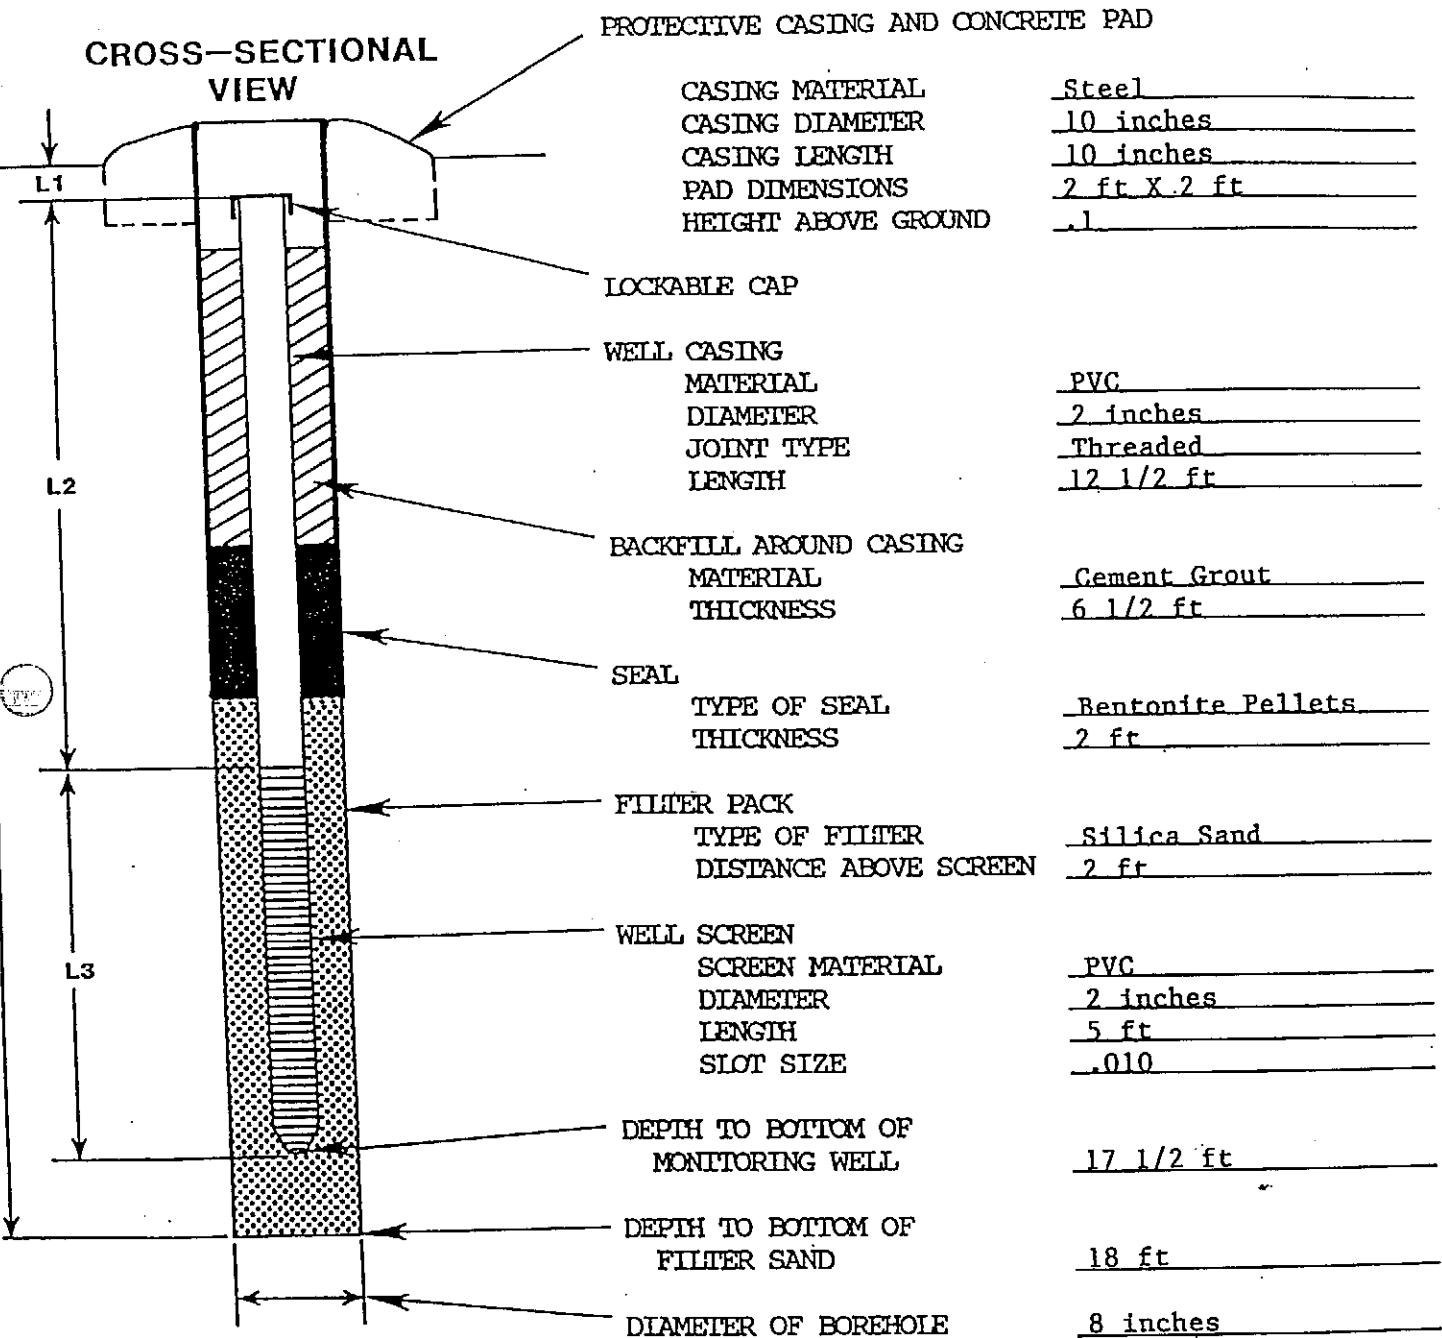 CROSS-SECTIONAL
VIEW
L1
L2
L3
PROTECTIVE CASING AND CONCRETE PAD
CASING MATERIAL Steel
CASING DIAMETER 10 inches
CASING LENGTH 10 inches
PAD DIMENSIONS 2 ft X 2 ft
HEIGHT ABOVE GROUND .1
LOCKABLE CAP
WELL CASING
MATERIAL PVC
DIAMETER 2 inches
JOINT TYPE Threaded
LENGTH 12 1/2 ft
BACKFILL AROUND CASING
MATERIAL Cement Grout
THICKNESS 6 1/2 ft
SEAL
TYPE OF SEAL Bentonite Pellets
THICKNESS 2 ft
FILTER PACK
TYPE OF FILTER Silica Sand
DISTANCE ABOVE SCREEN 2 ft
WELL SCREEN
SCREEN MATERIAL PVC
DIAMETER 2 inches
LENGTH 5 ft
SLOT SIZE .010
DEPTH TO BOTTOM OF
MONITORING WELL 17 1/2 ft
DEPTH TO BOTTOM OF
FILTER SAND 18 ft
DIAMETER OF BOREHOLE 8 inches